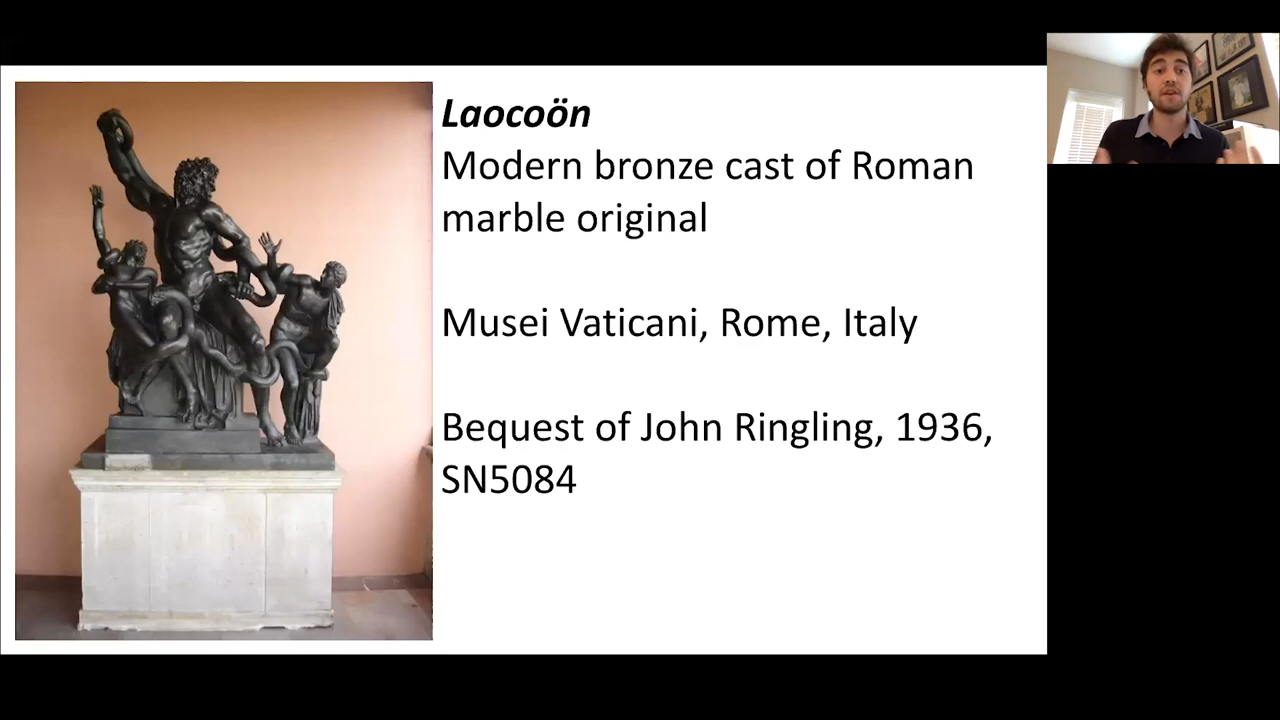 Laocoön
Modern bronze cast of Roman
marble original
Musei Vaticani, Rome, Italy
Bequest of John Ringling, 1936,
SN5084